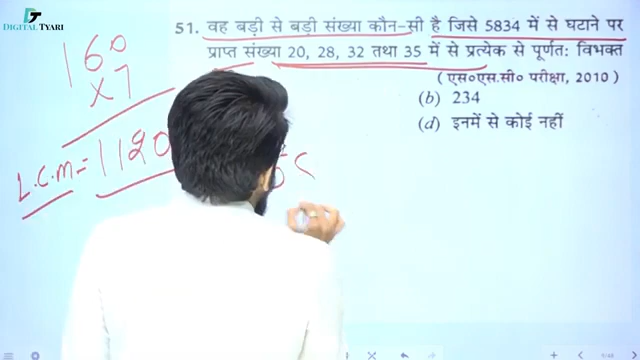 DIGITAL TYARI
51. वह बड़ी से बड़ी संख्या कौन-सी है जिसे 5834 में से घटाने पर
प्राप्त संख्या 20, 28, 32 तथा 35 में से प्रत्येक से पूर्णत: विभक्त
( एस०एस०सी० परीक्षा, 2010 )
(b) 234
(d) इनमें से कोई नहीं
160
×7
L.C.M = 1120